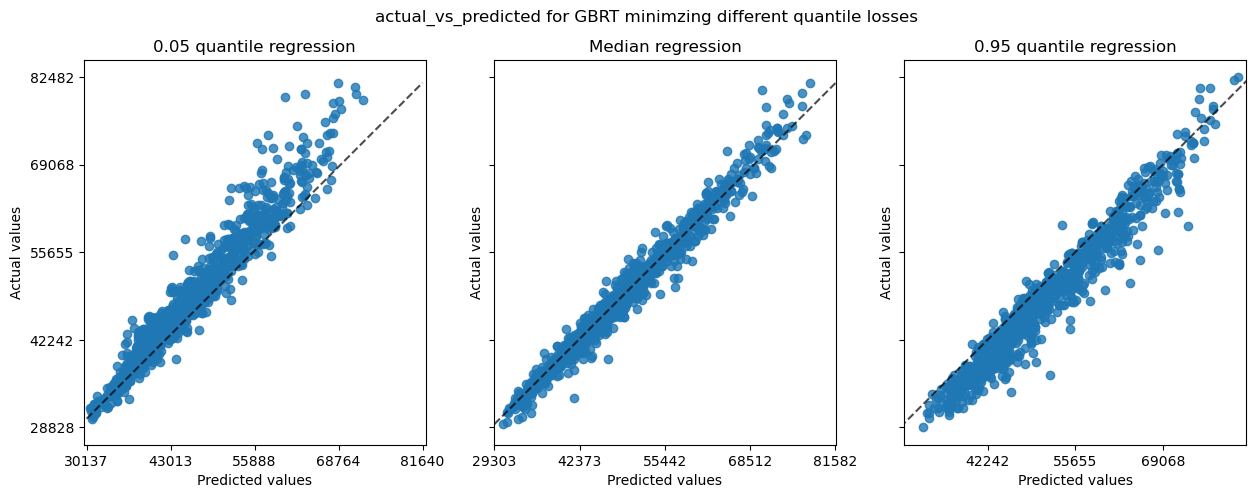 actual_vs_predicted for GBRT minimzing different quantile losses
0.05 quantile regression
Median regression
0.95 quantile regression
Actual values
82482
69068
55655
42242
28828
30137 43013 55888 68764 81640
Predicted values
Actual values
29303 42373 55442 68512 81582
Predicted values
Actual values
42242 55655 69068
Predicted values